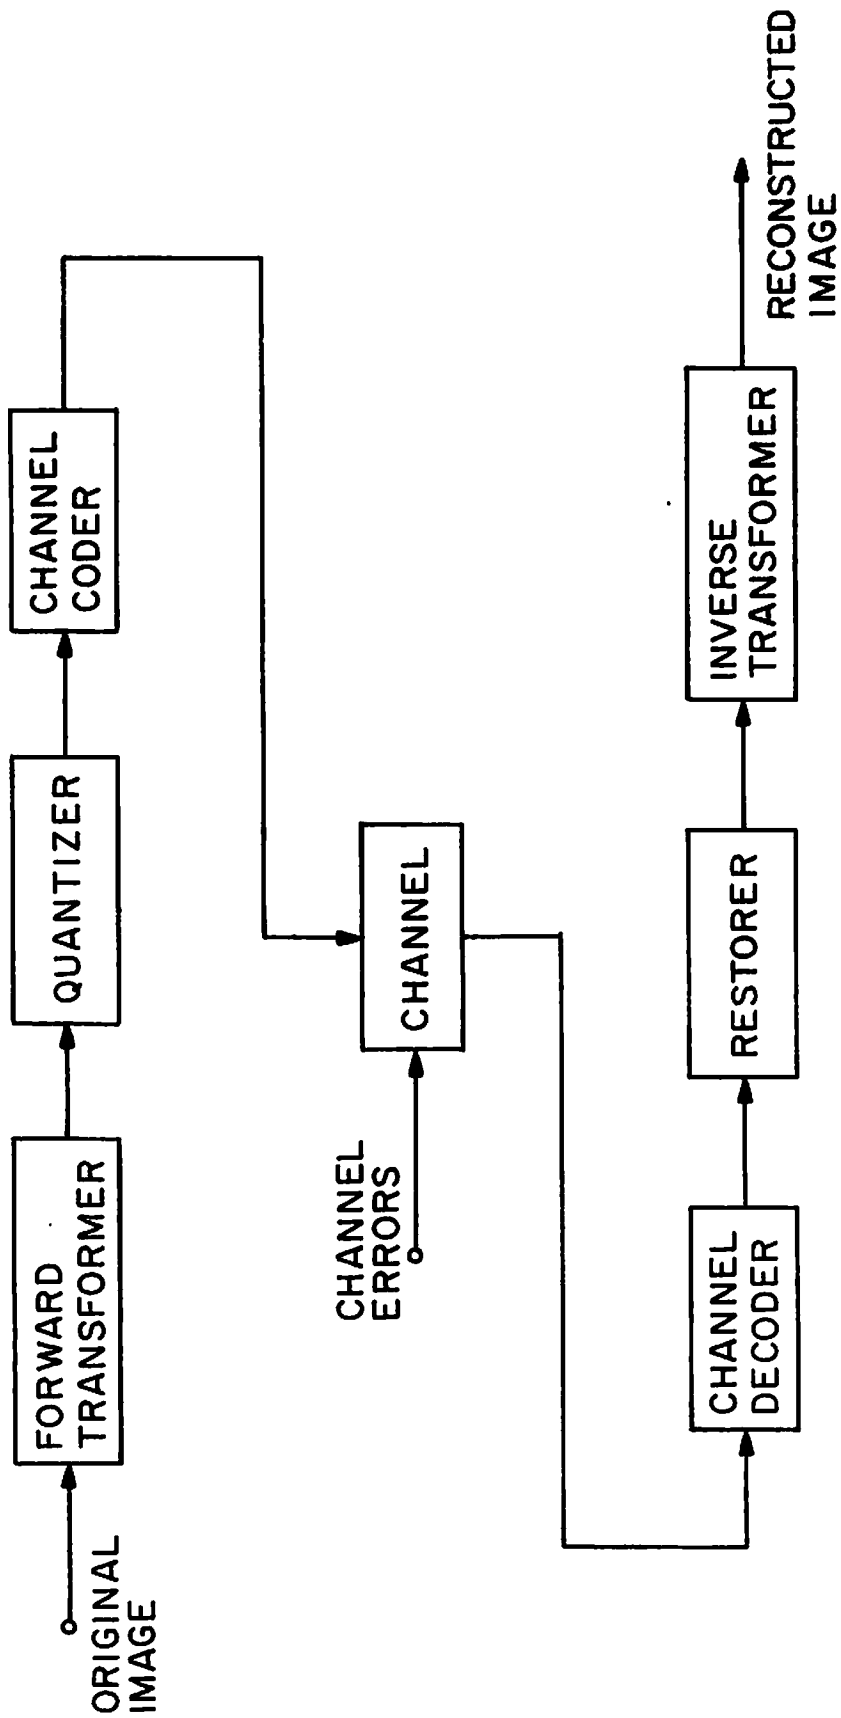 ORIGINAL
IMAGE
FORWARD
TRANSFORMER
QUANTIZER
CHANNEL
CODER
CHANNEL
ERRORS
CHANNEL
CHANNEL
DECODER
RESTORER
INVERSE
TRANSFORMER
RECONSTRUCTED
IMAGE